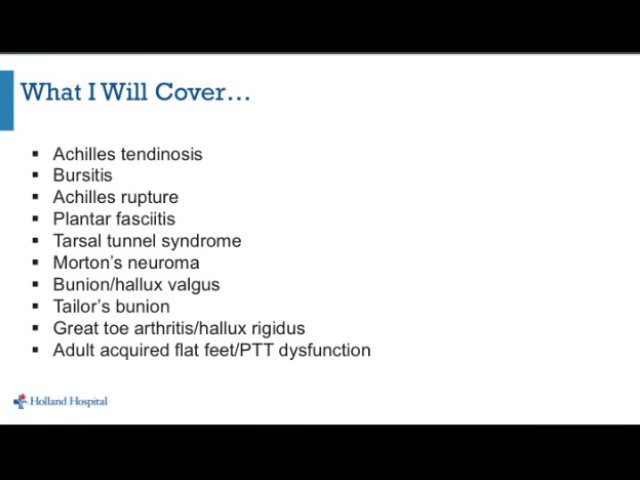 What I Will Cover...
▪ Achilles tendinosis
▪ Bursitis
▪ Achilles rupture
▪ Plantar fasciitis
▪ Tarsal tunnel syndrome
▪ Morton's neuroma
▪ Bunion/hallux valgus
▪ Tailor's bunion
▪ Great toe arthritis/hallux rigidus
▪ Adult acquired flat feet/PTT dysfunction
Holland Hospital